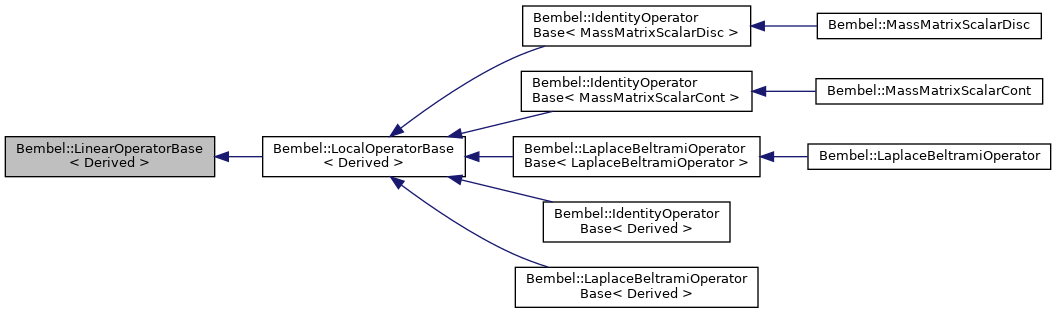 Bembel::LinearOperatorBase
< Derived >
Bembel::LocalOperatorBase
< Derived >
Bembel::IdentityOperator
Base< MassMatrixScalarDisc >
Bembel::MassMatrixScalarDisc
Bembel::IdentityOperator
Base< MassMatrixScalarCont >
Bembel::MassMatrixScalarCont
Bembel::LaplaceBeltramiOperator
Base< LaplaceBeltramiOperator >
Bembel::LaplaceBeltramiOperator
Bembel::IdentityOperator
Base< Derived >
Bembel::LaplaceBeltramiOperator
Base< Derived >